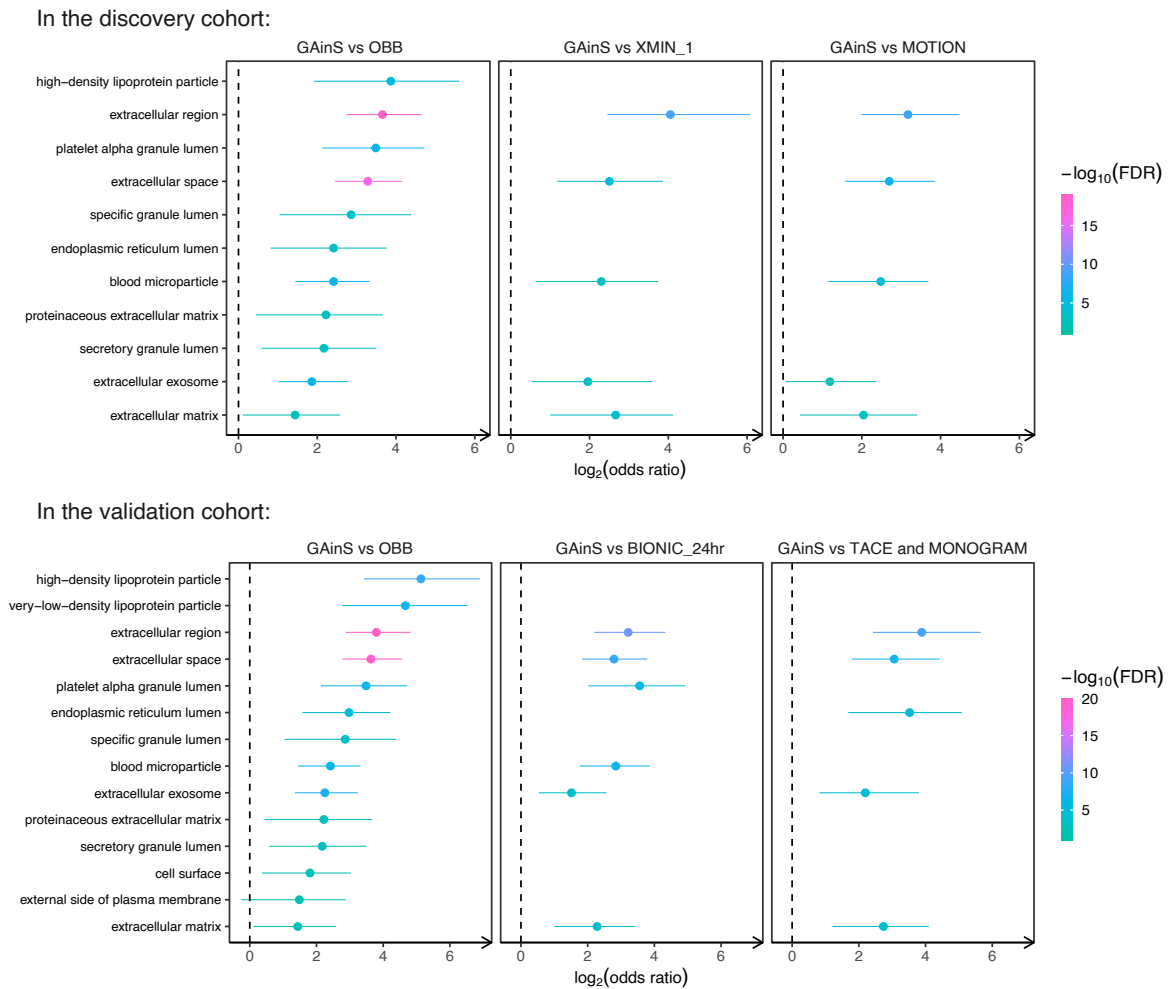 In the discovery cohort:
GAinS vs OBB
GAinS vs XMIN_1
GAinS vs MOTION
high−density lipoprotein particle
extracellular region
platelet alpha granule lumen
extracellular space
specific granule lumen
endoplasmic reticulum lumen
blood microparticle
proteinaceous extracellular matrix
secretory granule lumen
extracellular exosome
extracellular matrix
0 2 4 6
0 2 4 6
0 2 4 6
log2(odds ratio)
−log10(FDR)
15
10
5
In the validation cohort:
GAinS vs OBB
GAinS vs BIONIC_24hr
GAinS vs TACE and MONOGRAM
high−density lipoprotein particle
very−low−density lipoprotein particle
extracellular region
extracellular space
platelet alpha granule lumen
endoplasmic reticulum lumen
specific granule lumen
blood microparticle
extracellular exosome
proteinaceous extracellular matrix
secretory granule lumen
cell surface
external side of plasma membrane
extracellular matrix
0 2 4 6
0 2 4 6
0 2 4 6
log2(odds ratio)
−log10(FDR)
20
15
10
5